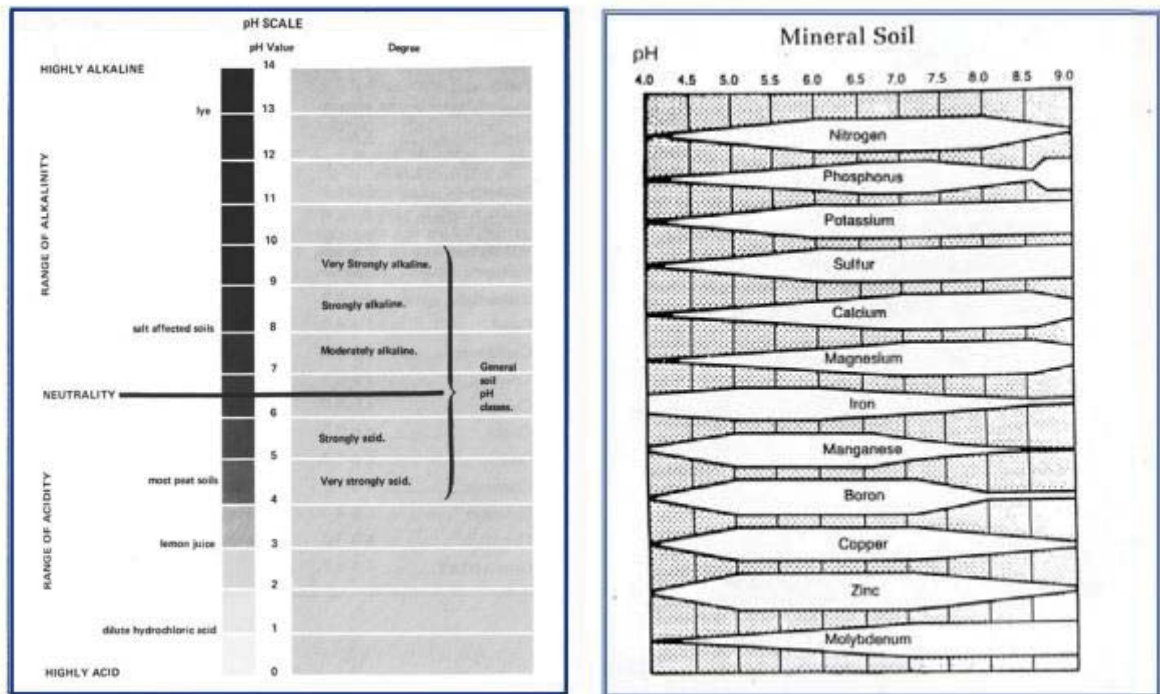 pH SCALE
pH Value
Degree
HIGHLY ALKALINE
14
lye
13
12
11
10
Very Strongly alkaline.
9
Strongly alkaline.
salt affected soils
8
Moderately alkaline.
7
General
soil
pH
classes.
NEUTRALITY
6
Strongly acid.
5
most peat soils
Very strongly acid.
4
lemon juice
3
2
dilute hydrochloric acid
1
HIGHLY ACID
0
RANGE OF ALKALINITY
RANGE OF ACIDITY
Mineral Soil
pH
4.0 4.5 5.0 5.5 6.0 6.5 7.0 7.5 8.0 8.5 9.0
Nitrogen
Phosphorus
Potassium
Sulfur
Calcium
Magnesium
Iron
Manganese
Boron
Copper
Zinc
Molybdenum